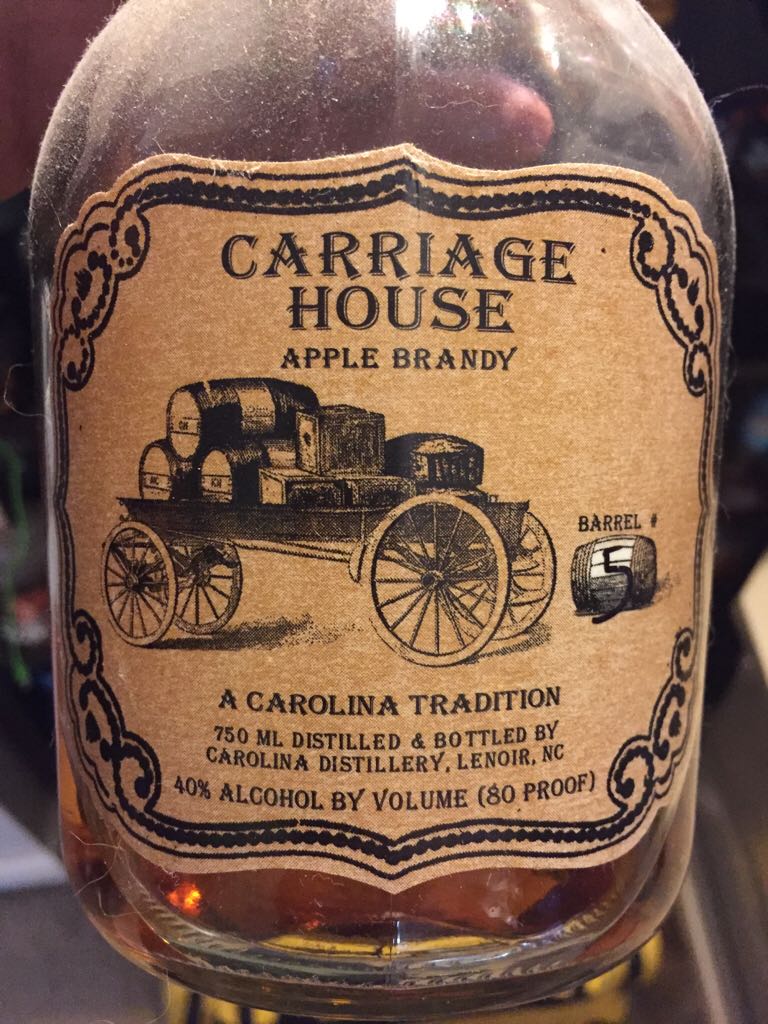 CARRIAGE
HOUSE
APPLE BRANDY
BARREL #
5
A CAROLINA TRADITION
750 ML DISTILLED & BOTTLED BY
CAROLINA DISTILLERY, LENOIR, NC
40% ALCOHOL BY VOLUME (80 PROOF)